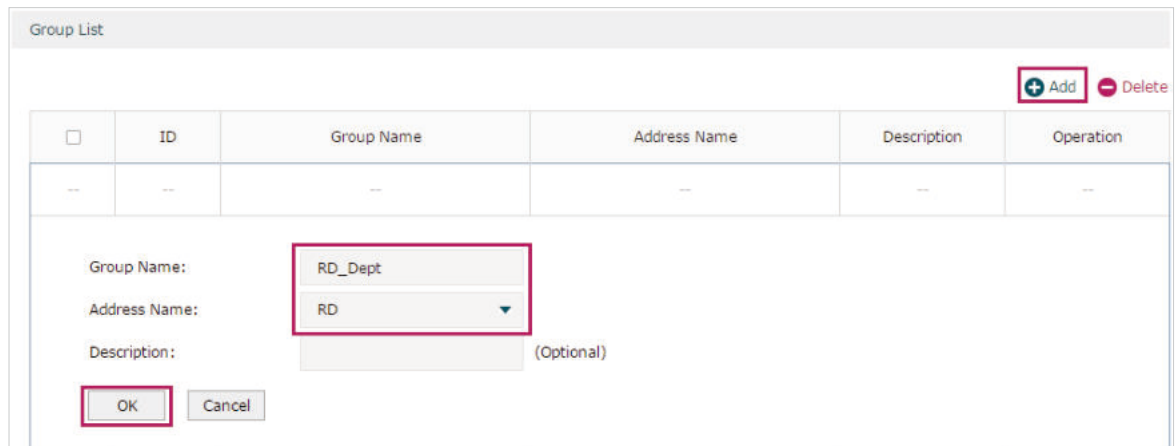 Group List
Add Delete
ID Group Name Address Name Description Operation
-- -- -- -- -- --
Group Name: RD_Dept
Address Name: RD
Description: (Optional)
OK Cancel